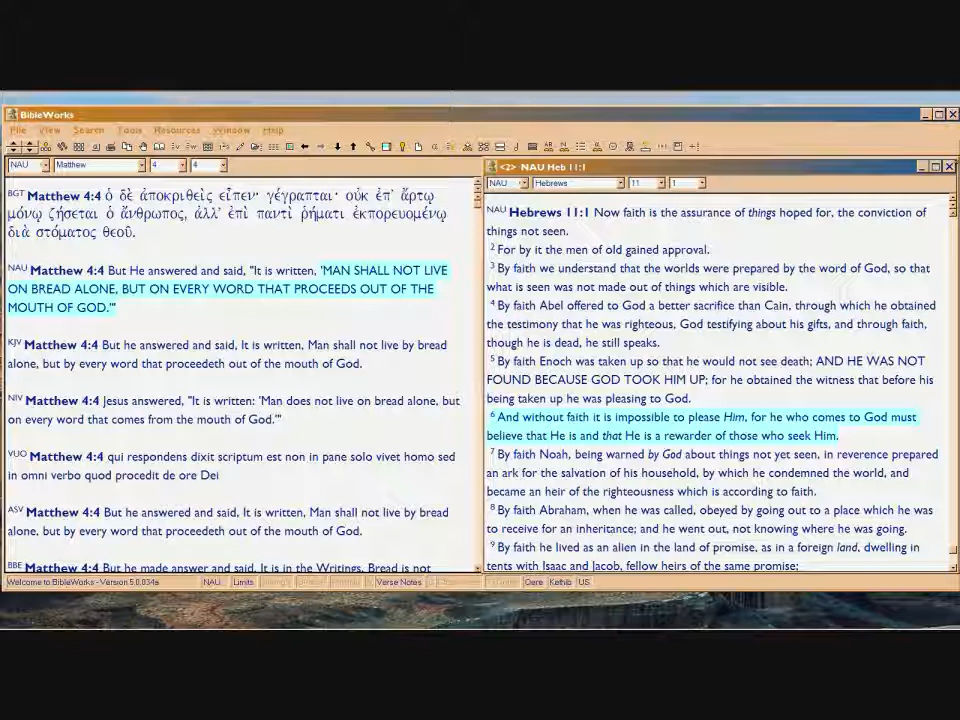 BibleWorks
File View Search Tools Resources Window Help
NAU Matthew 4 4
BGT Matthew 4:4 ὁ δὲ ἀποκριθεὶς εἶπεν· γέγραπται· οὐκ ἐπ' ἄρτῳ
μόνῳ ζήσεται ὁ ἄνθρωπος, ἀλλ' ἐπὶ παντὶ ῥήματι ἐκπορευομένῳ
διὰ στόματος θεοῦ.
NAU Matthew 4:4 But He answered and said, "It is written, 'MAN SHALL NOT LIVE
ON BREAD ALONE, BUT ON EVERY WORD THAT PROCEEDS OUT OF THE
MOUTH OF GOD.'"
KJV Matthew 4:4 But he answered and said, It is written, Man shall not live by bread
alone, but by every word that proceedeth out of the mouth of God.
NIV Matthew 4:4 Jesus answered, "It is written: 'Man does not live on bread alone, but
on every word that comes from the mouth of God.'"
VUO Matthew 4:4 qui respondens dixit scriptum est non in pane solo vivet homo sed
in omni verbo quod procedit de ore Dei
ASV Matthew 4:4 But he answered and said, It is written, Man shall not live by bread
alone, but by every word that proceedeth out of the mouth of God.
BBE Matthew 4:4 But he made answer and said, It is in the Writings, Bread is not
<2> NAU Heb 11:1
NAU Hebrews 11 1
NAU Hebrews 11:1 Now faith is the assurance of things hoped for, the conviction of
things not seen.
2 For by it the men of old gained approval.
3 By faith we understand that the worlds were prepared by the word of God, so that
what is seen was not made out of things which are visible.
4 By faith Abel offered to God a better sacrifice than Cain, through which he obtained
the testimony that he was righteous, God testifying about his gifts, and through faith,
though he is dead, he still speaks.
5 By faith Enoch was taken up so that he would not see death; AND HE WAS NOT
FOUND BECAUSE GOD TOOK HIM UP; for he obtained the witness that before his
being taken up he was pleasing to God.
6 And without faith it is impossible to please Him, for he who comes to God must
believe that He is and that He is a rewarder of those who seek Him.
7 By faith Noah, being warned by God about things not yet seen, in reverence prepared
an ark for the salvation of his household, by which he condemned the world, and
became an heir of the righteousness which is according to faith.
8 By faith Abraham, when he was called, obeyed by going out to a place which he was
to receive for an inheritance; and he went out, not knowing where he was going.
9 By faith he lived as an alien in the land of promise, as in a foreign land, dwelling in
tents with Isaac and Jacob, fellow heirs of the same promise;
Welcome to BibleWorks - Version 5.0.034a NAU Limits Verse Notes Qere Kethib US